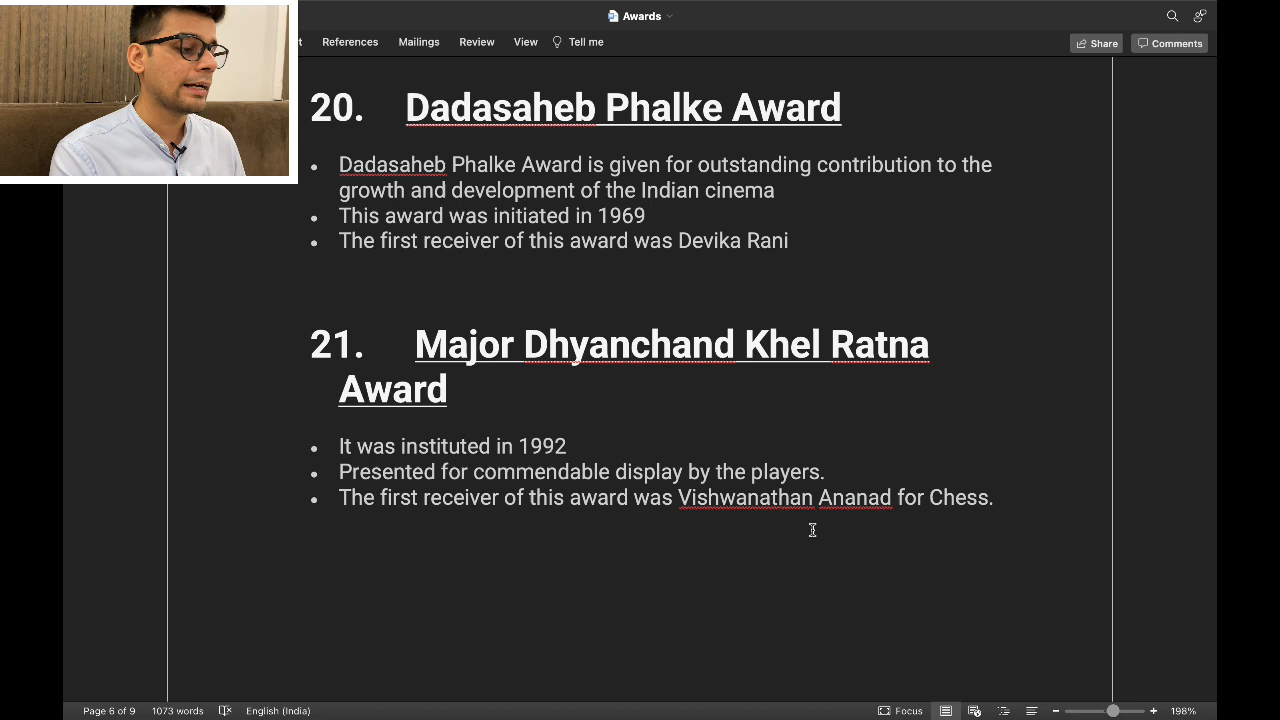 Awards
t References Mailings Review View Tell me
Share Comments
20. Dadasaheb Phalke Award
• Dadasaheb Phalke Award is given for outstanding contribution to the
growth and development of the Indian cinema
• This award was initiated in 1969
• The first receiver of this award was Devika Rani
21. Major Dhyanchand Khel Ratna
Award
• It was instituted in 1992
• Presented for commendable display by the players.
• The first receiver of this award was Vishwanathan Ananad for Chess.
Page 6 of 9 1073 words English (India) Focus 198%